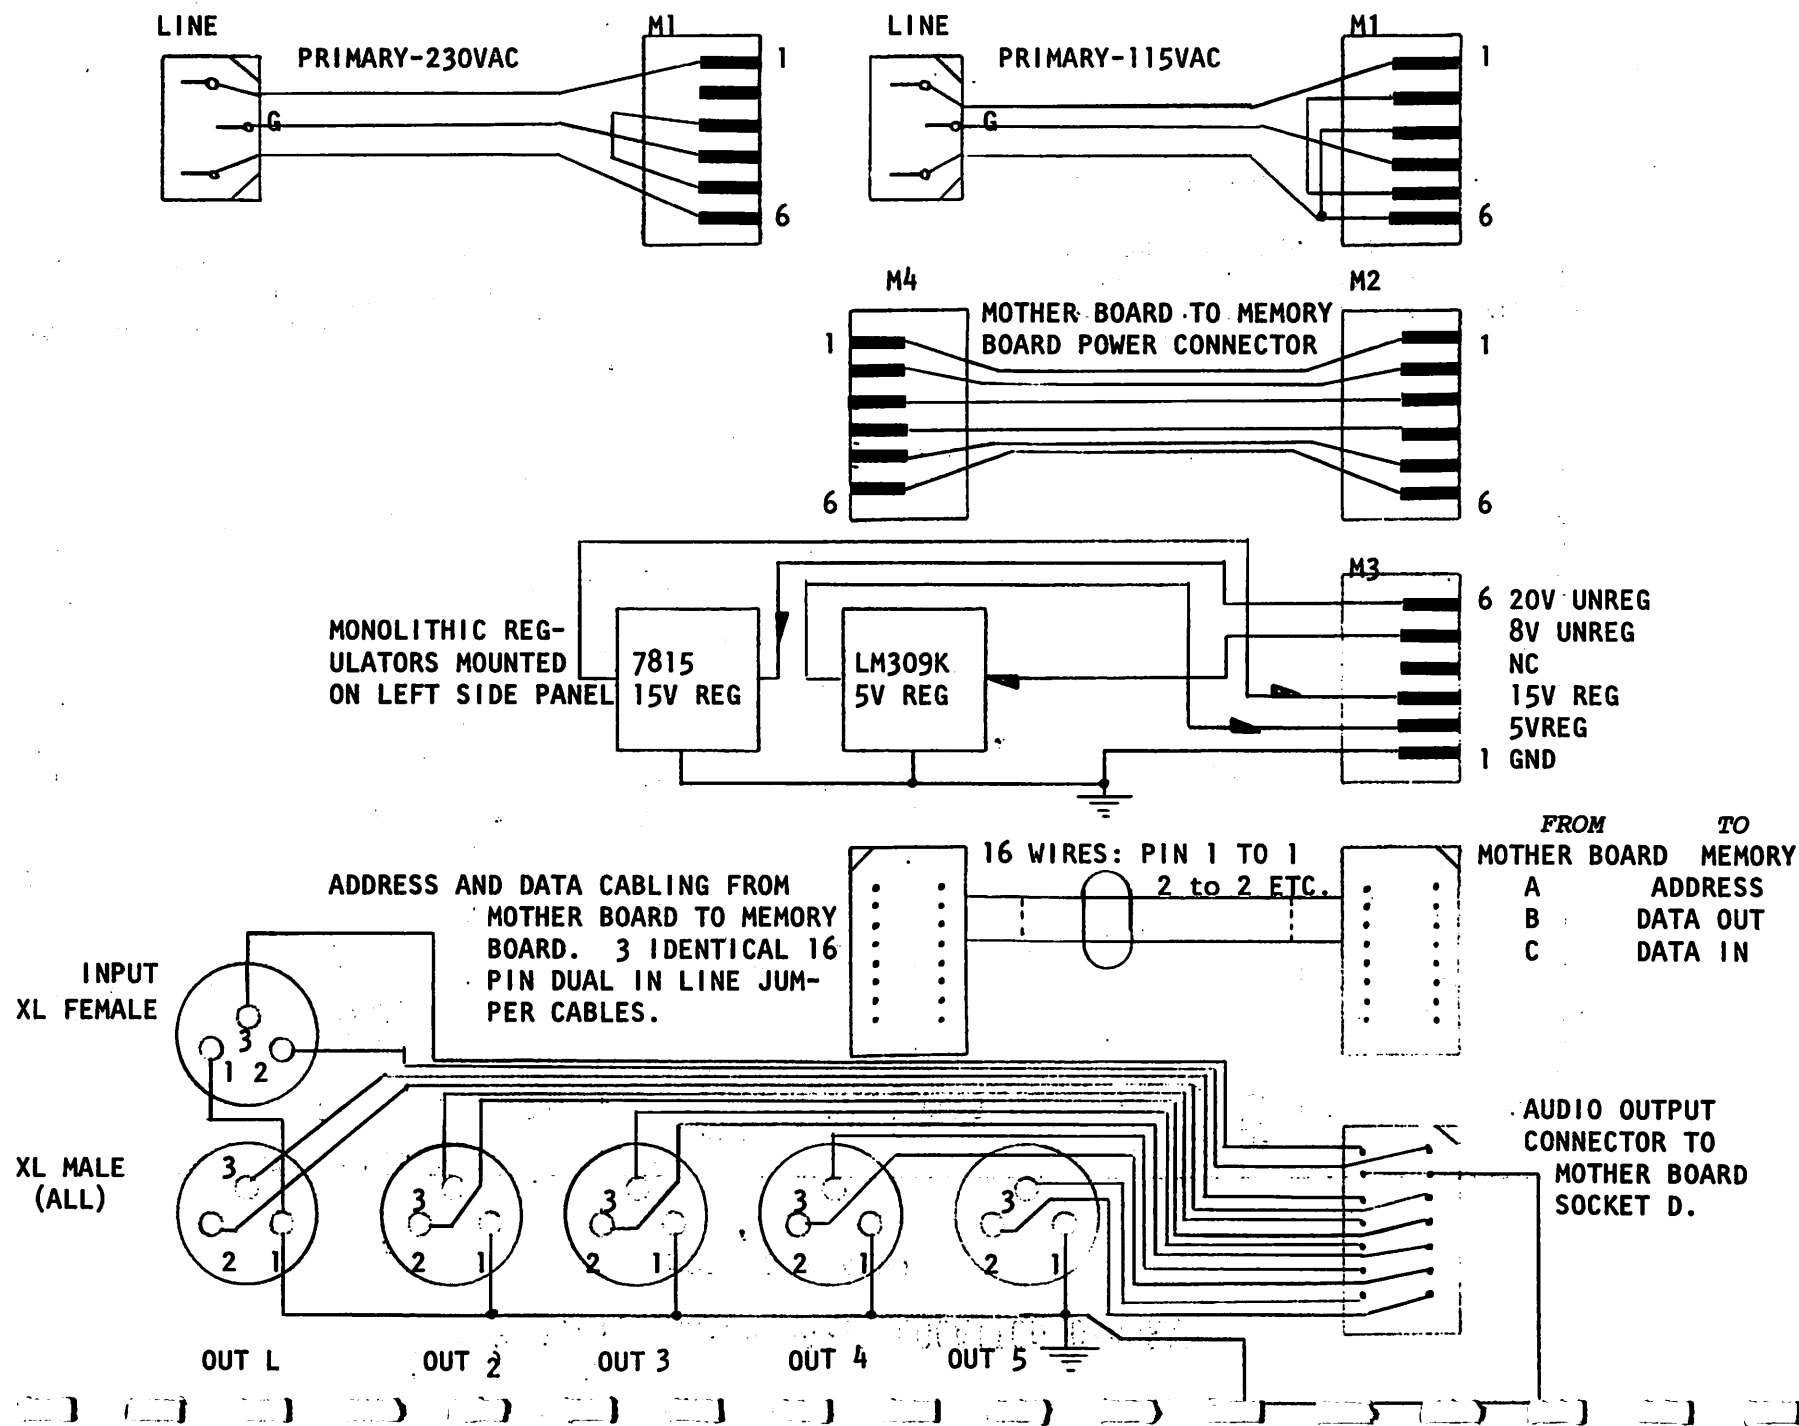 LINE
PRIMARY-230VAC
M1
1
G
6
LINE
PRIMARY-115VAC
M1
1
G
6
M4
MOTHER BOARD TO MEMORY
BOARD POWER CONNECTOR
M2
1
1
6
6
M3
6 20V UNREG
8V UNREG
NC
15V REG
5VREG
1 GND
MONOLITHIC REG-
ULATORS MOUNTED
ON LEFT SIDE PANEL
7815
15V REG
LM309K
5V REG
FROM TO
MOTHER BOARD MEMORY
A ADDRESS
B DATA OUT
C DATA IN
16 WIRES: PIN 1 TO 1
2 to 2 ETC.
ADDRESS AND DATA CABLING FROM
MOTHER BOARD TO MEMORY
BOARD. 3 IDENTICAL 16
PIN DUAL IN LINE JUM-
PER CABLES.
INPUT
XL FEMALE
3
1 2
XL MALE
(ALL)
3
2 1
3
2 1
3
2 1
3
2 1
3
2 1
AUDIO OUTPUT
CONNECTOR TO
MOTHER BOARD
SOCKET D.
OUT 1
OUT 2
OUT 3
OUT 4
OUT 5